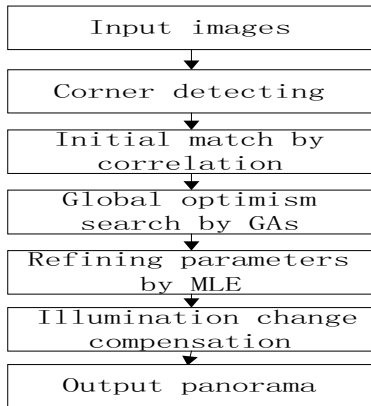 Input images
Corner detecting
Initial match by
correlation
Global optimism
search by GAs
Refining parameters
by MLE
Illumination change
compensation
Output panorama